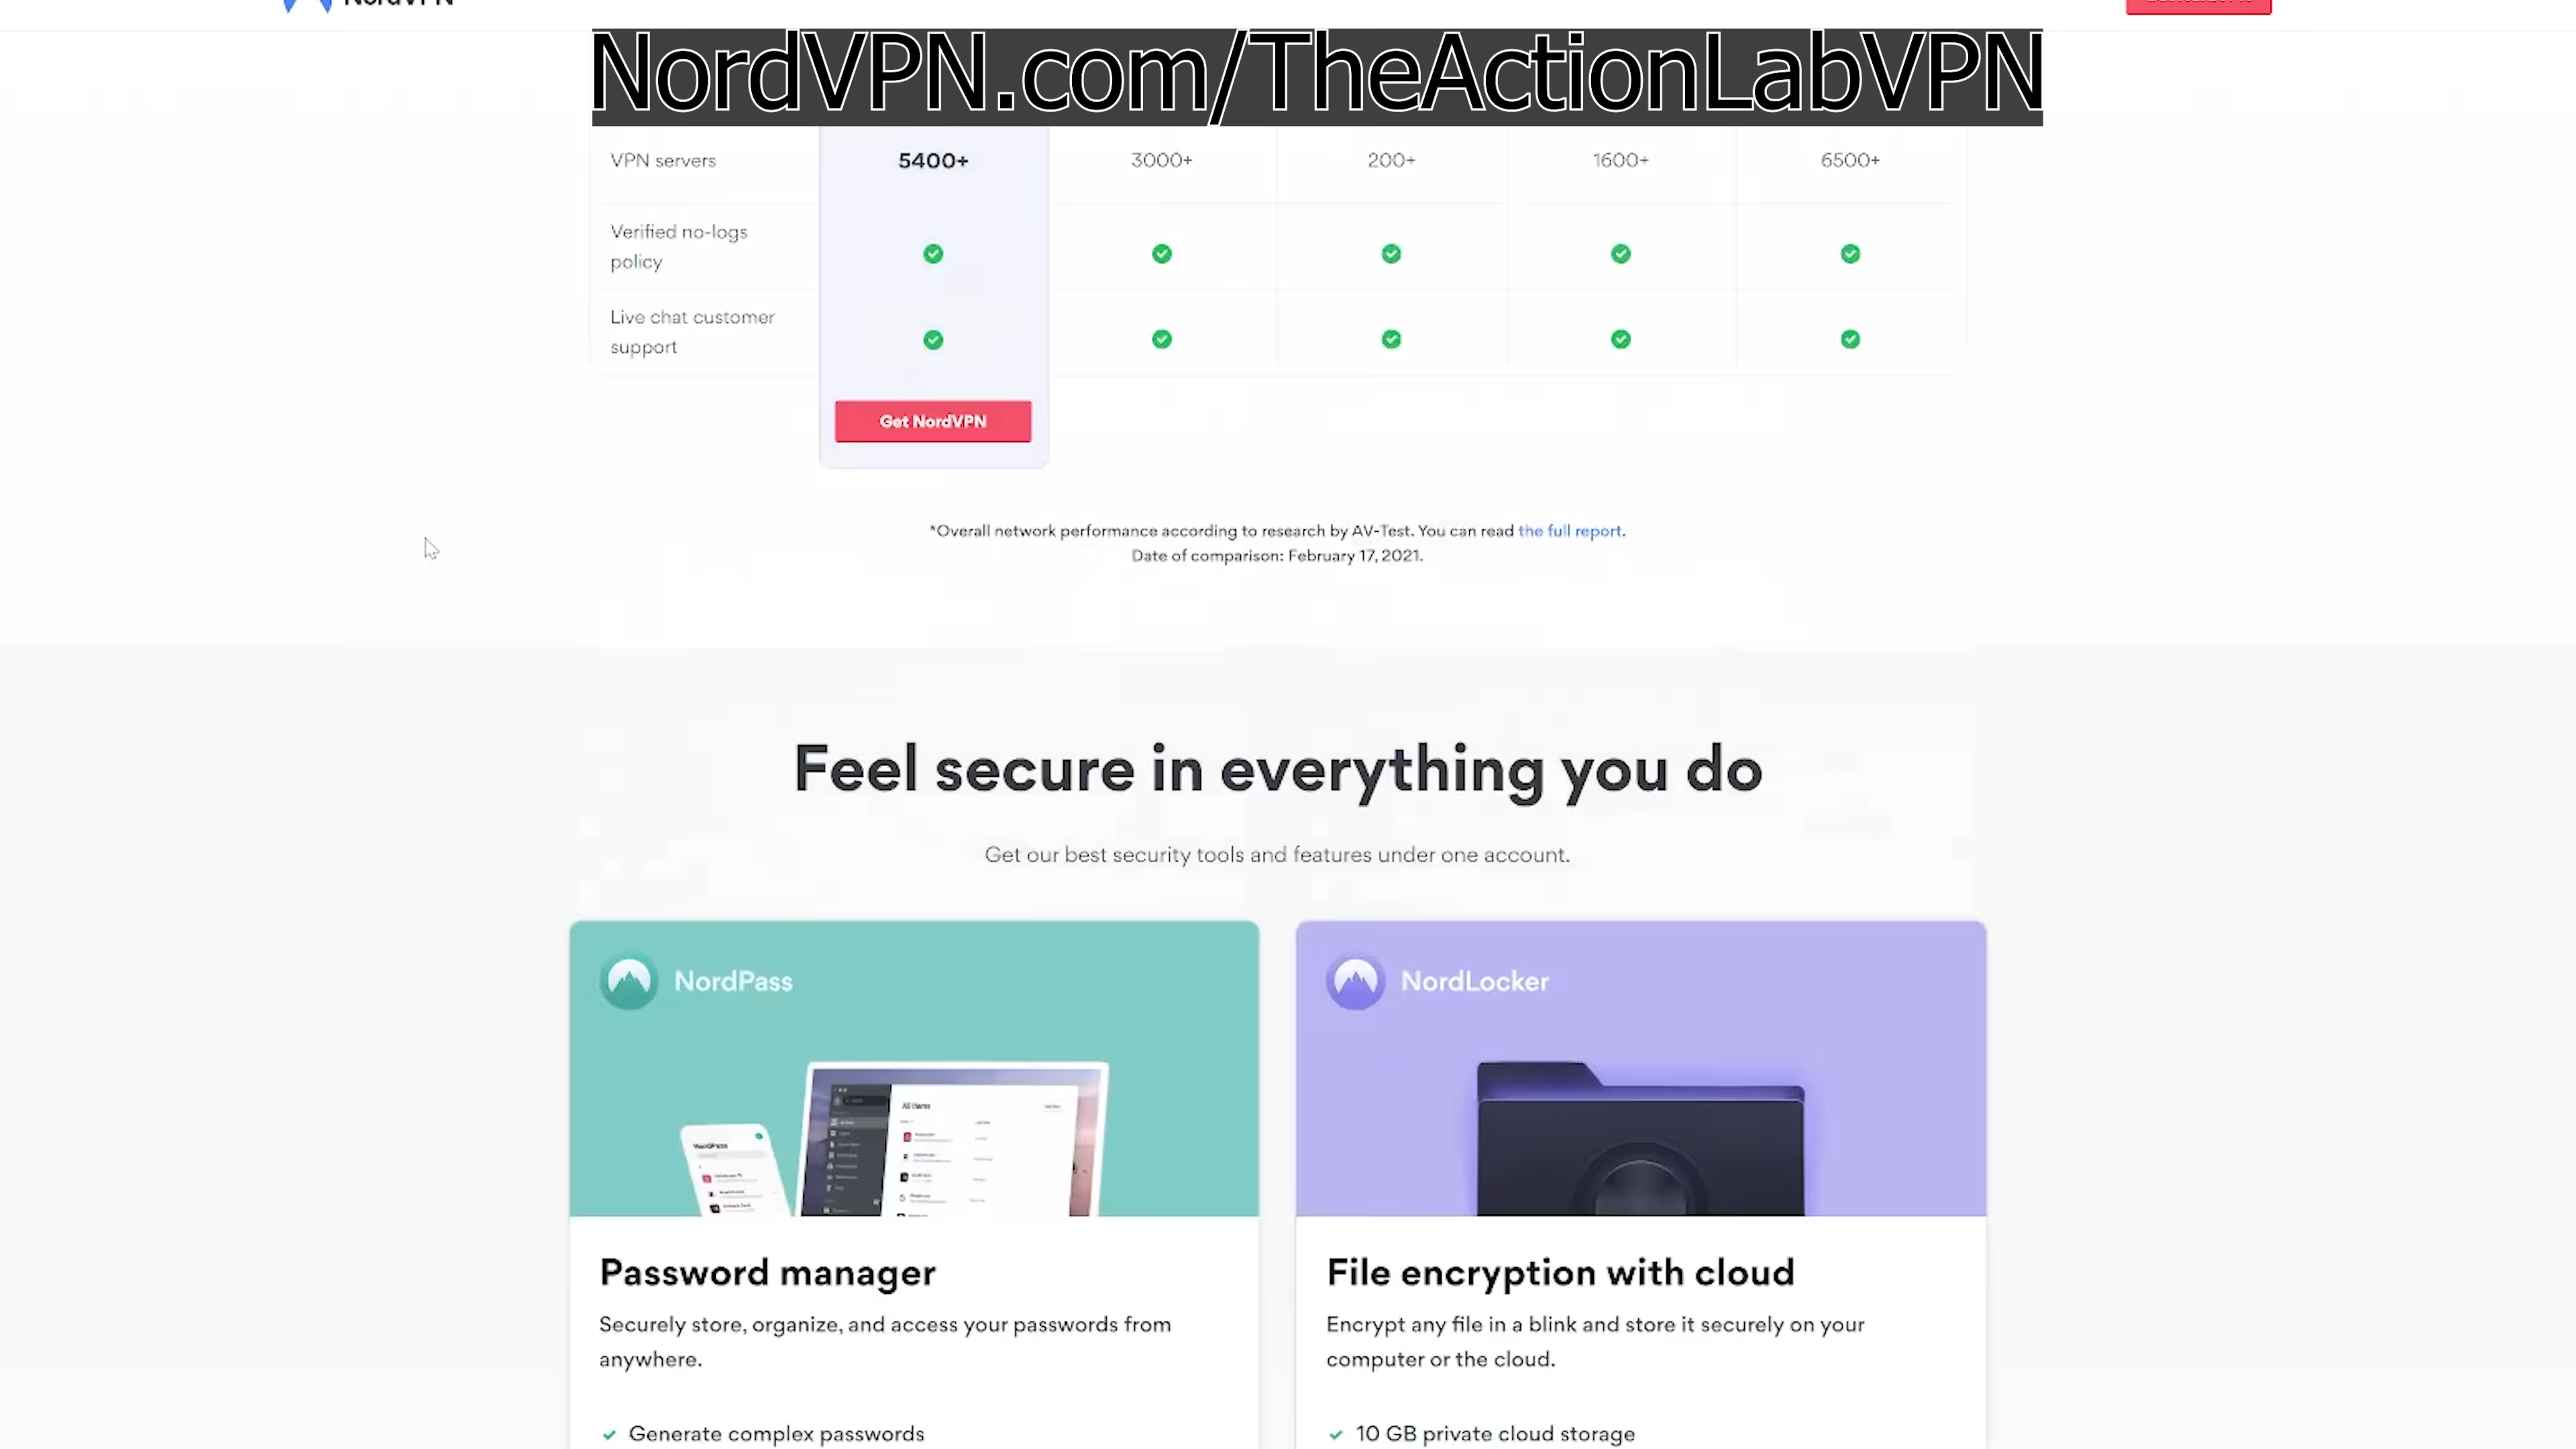 NordVPN
NordVPN.com/TheActionLabVPN
VPN servers 5400+ 3000+ 200+ 1600+ 6500+
Verified no-logs
policy
Live chat customer
support
Get NordVPN
*Overall network performance according to research by AV-Test. You can read the full report.
Date of comparison: February 17, 2021.
Feel secure in everything you do
Get our best security tools and features under one account.
NordPass
NordLocker
All Items
NordPass
Password manager
Securely store, organize, and access your passwords from
anywhere.
Generate complex passwords
File encryption with cloud
Encrypt any file in a blink and store it securely on your
computer or the cloud.
10 GB private cloud storage